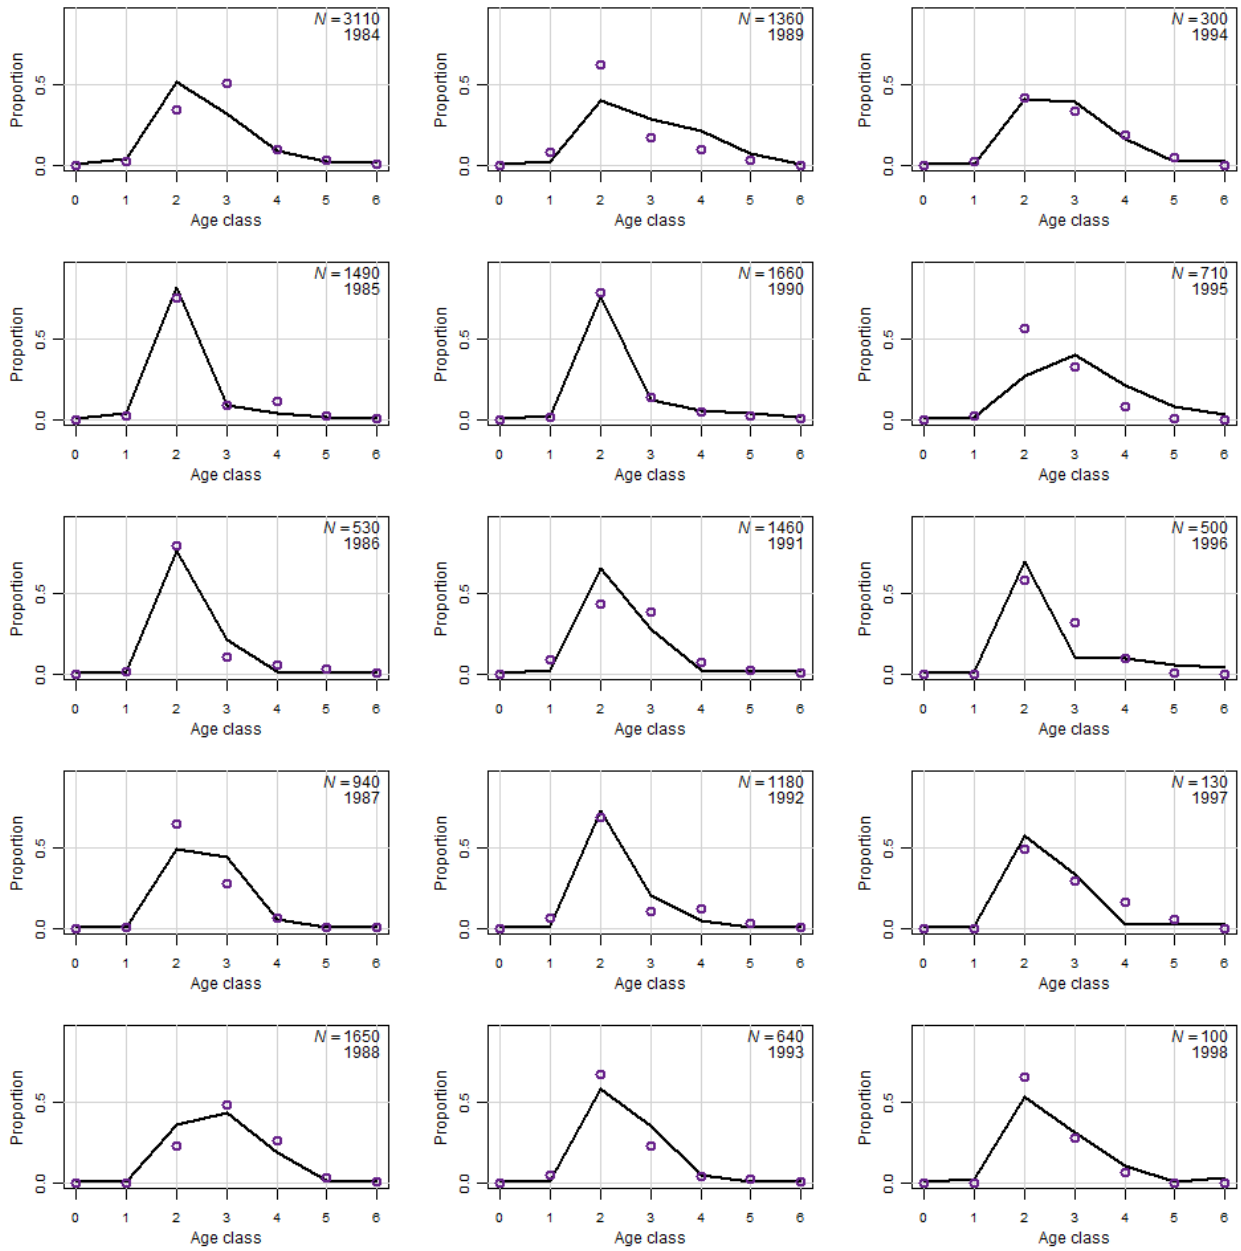 N = 3110
1984
Proportion
0.5
0.0
0 1 2 3 4 5 6
Age class
N = 1360
1989
Proportion
0.5
0.0
0 1 2 3 4 5 6
Age class
N = 300
1994
Proportion
0.5
0.0
0 1 2 3 4 5 6
Age class
N = 1490
1985
Proportion
0.5
0.0
0 1 2 3 4 5 6
Age class
N = 1660
1990
Proportion
0.5
0.0
0 1 2 3 4 5 6
Age class
N = 710
1995
Proportion
0.5
0.0
0 1 2 3 4 5 6
Age class
N = 530
1986
Proportion
0.5
0.0
0 1 2 3 4 5 6
Age class
N = 1460
1991
Proportion
0.5
0.0
0 1 2 3 4 5 6
Age class
N = 500
1996
Proportion
0.5
0.0
0 1 2 3 4 5 6
Age class
N = 940
1987
Proportion
0.5
0.0
0 1 2 3 4 5 6
Age class
N = 1180
1992
Proportion
0.5
0.0
0 1 2 3 4 5 6
Age class
N = 130
1997
Proportion
0.5
0.0
0 1 2 3 4 5 6
Age class
N = 1650
1988
Proportion
0.5
0.0
0 1 2 3 4 5 6
Age class
N = 640
1993
Proportion
0.5
0.0
0 1 2 3 4 5 6
Age class
N = 100
1998
Proportion
0.5
0.0
0 1 2 3 4 5 6
Age class